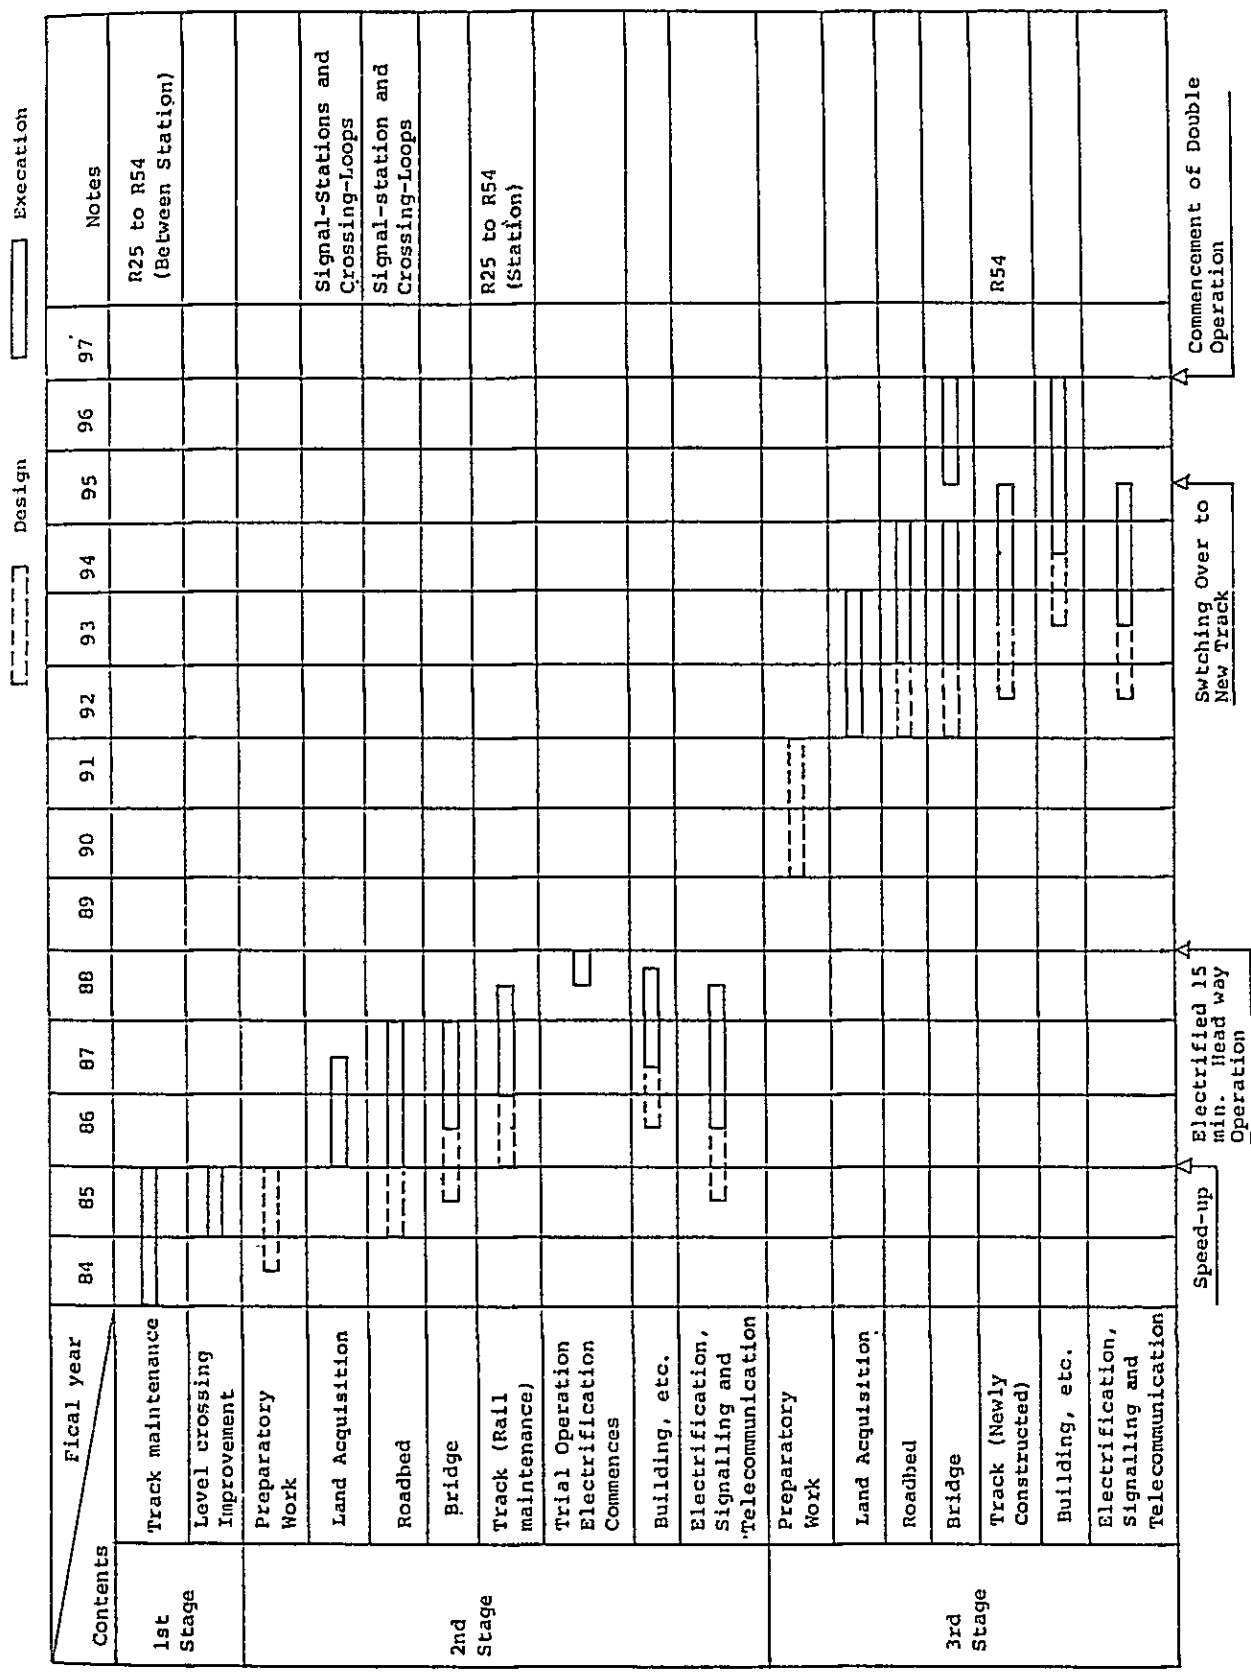 Design
Execation
Fical year
Contents
84
85
86
87
88
89
90
91
92
93
94
95
96
97
Notes
1st
Stage
Track maintenance
R25 to R54
(Between Station)
Level crossing
Improvement
2nd
Stage
Preparatory
Work
Land Acquisition
Signal-Stations and
Crossing-Loops
Roadbed
Signal-station and
Crossing-Loops
Bridge
Track (Rail
maintenance)
R25 to R54
(Station)
Trial Operation
Electrification
Commences
Building, etc.
Electrification,
Signalling and
Telecommunication
3rd
Stage
Preparatory
Work
Land Acquisition
Roadbed
Bridge
Track (Newly
Constructed)
R54
Building, etc.
Electrification,
Signalling and
Telecommunication
Speed-up
Electrified 15
min. Head way
Operation
Swtching Over to
New Track
Commencement of Double
Operation